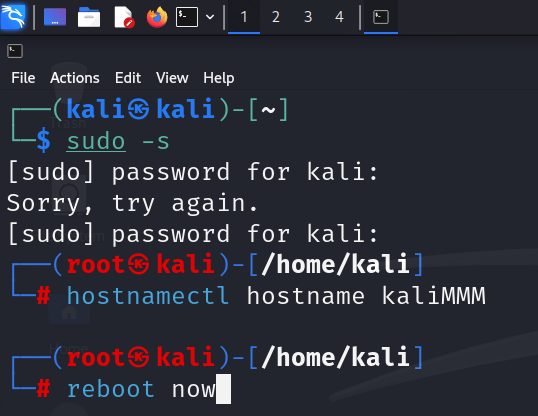 1 2 3 4
File Actions Edit View Help
┌──(kali㉿kali)-[~]
└─$ sudo -s
[sudo] password for kali:
Sorry, try again.
[sudo] password for kali:
┌──(root㉿kali)-[/home/kali]
└─# hostnamectl hostname kaliMMM
┌──(root㉿kali)-[/home/kali]
└─# reboot now